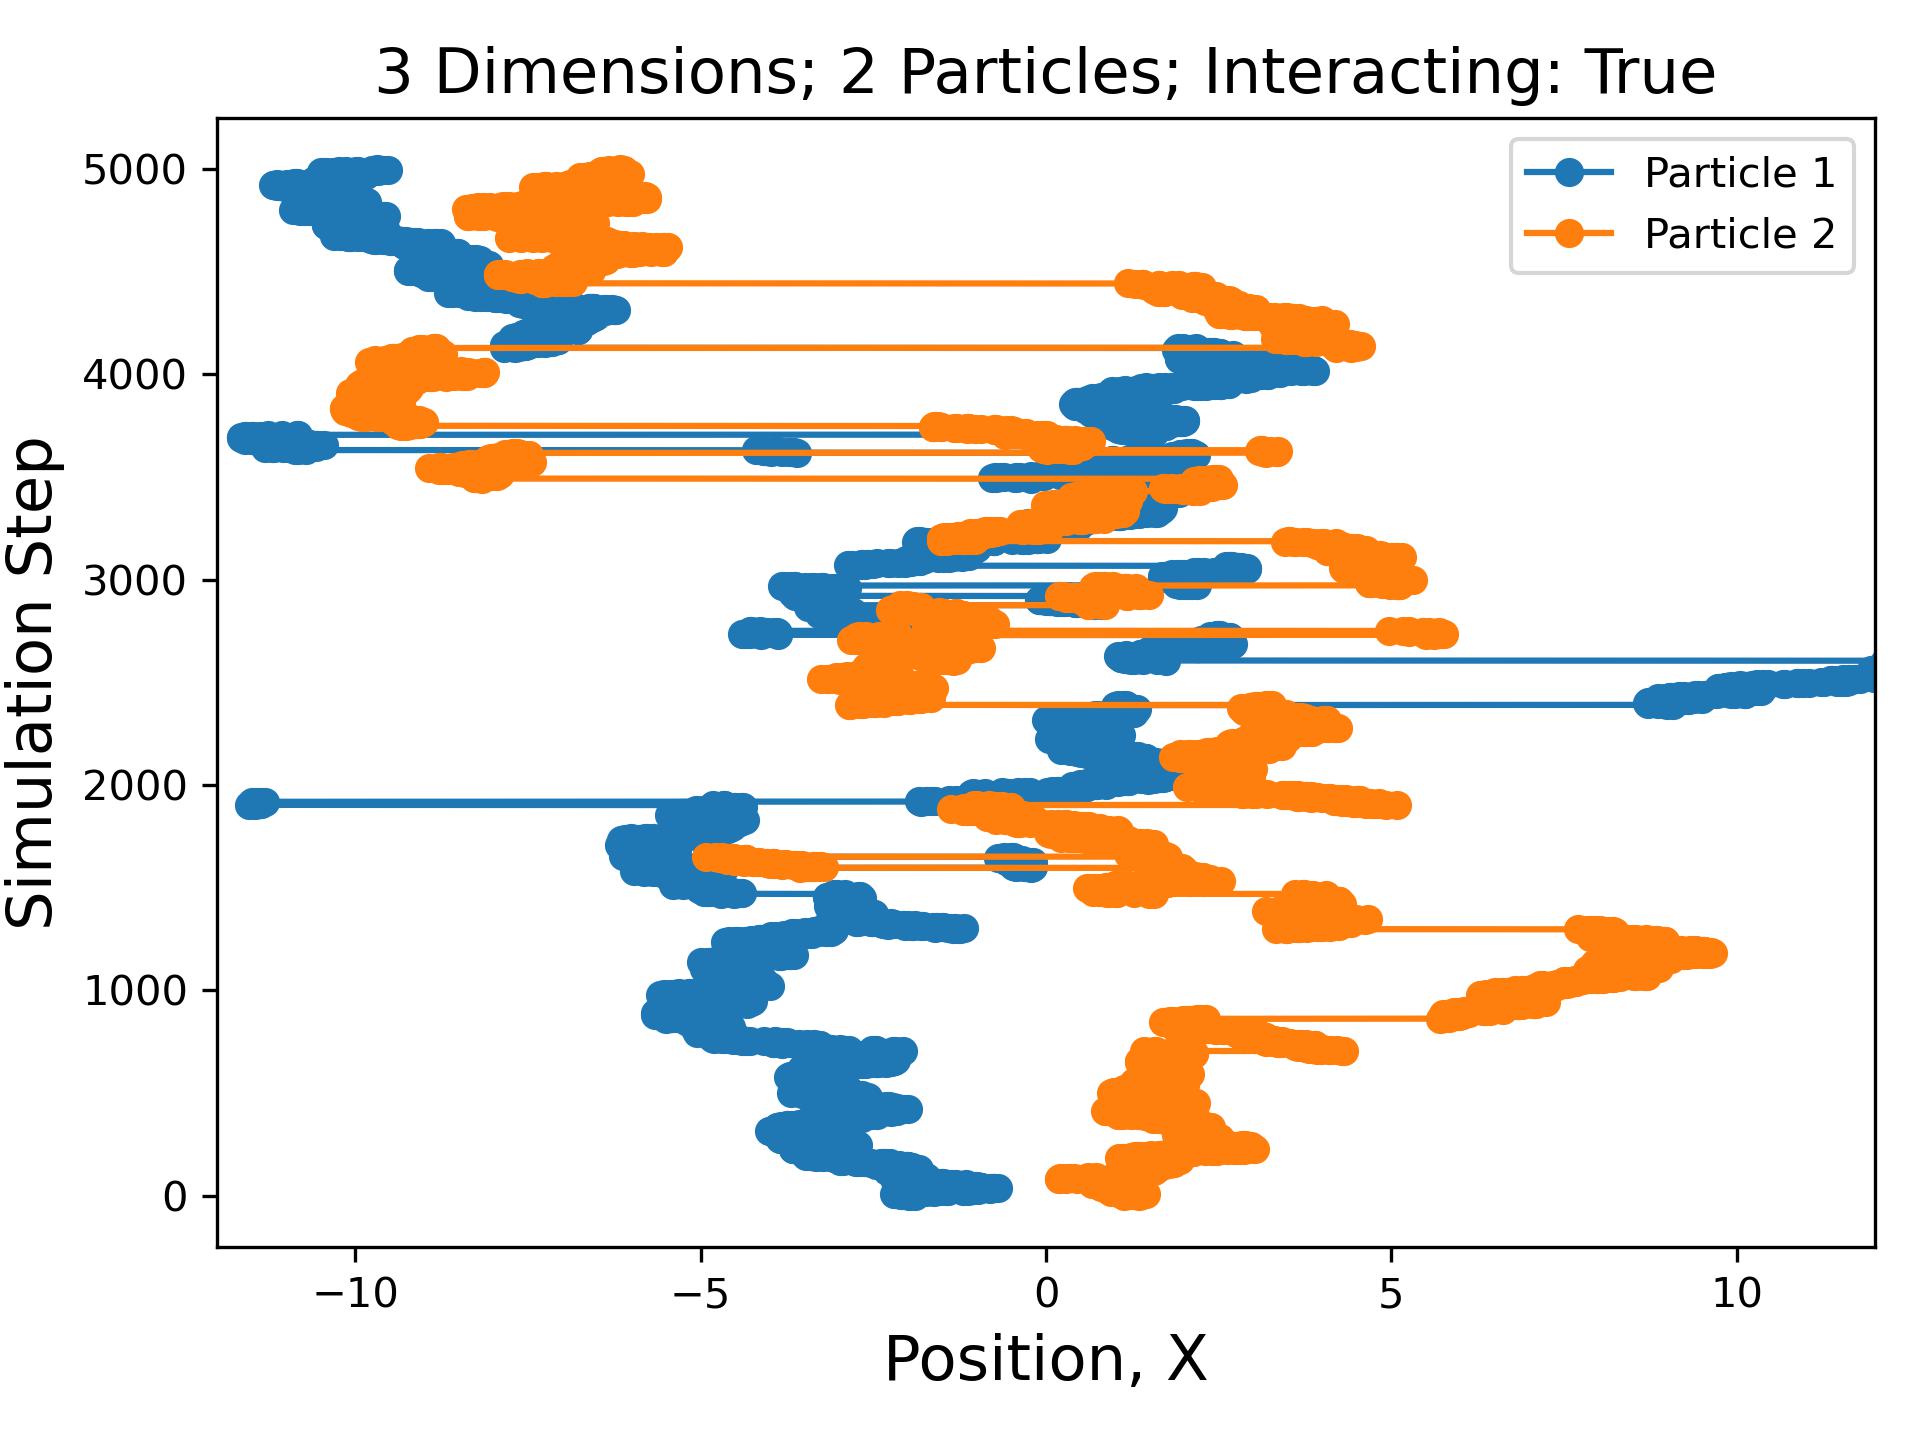 3 Dimensions; 2 Particles; Interacting: True
Particle 1
Particle 2
Simulation Step
5000
4000
3000
2000
1000
0
−10
−5
0
5
10
Position, X